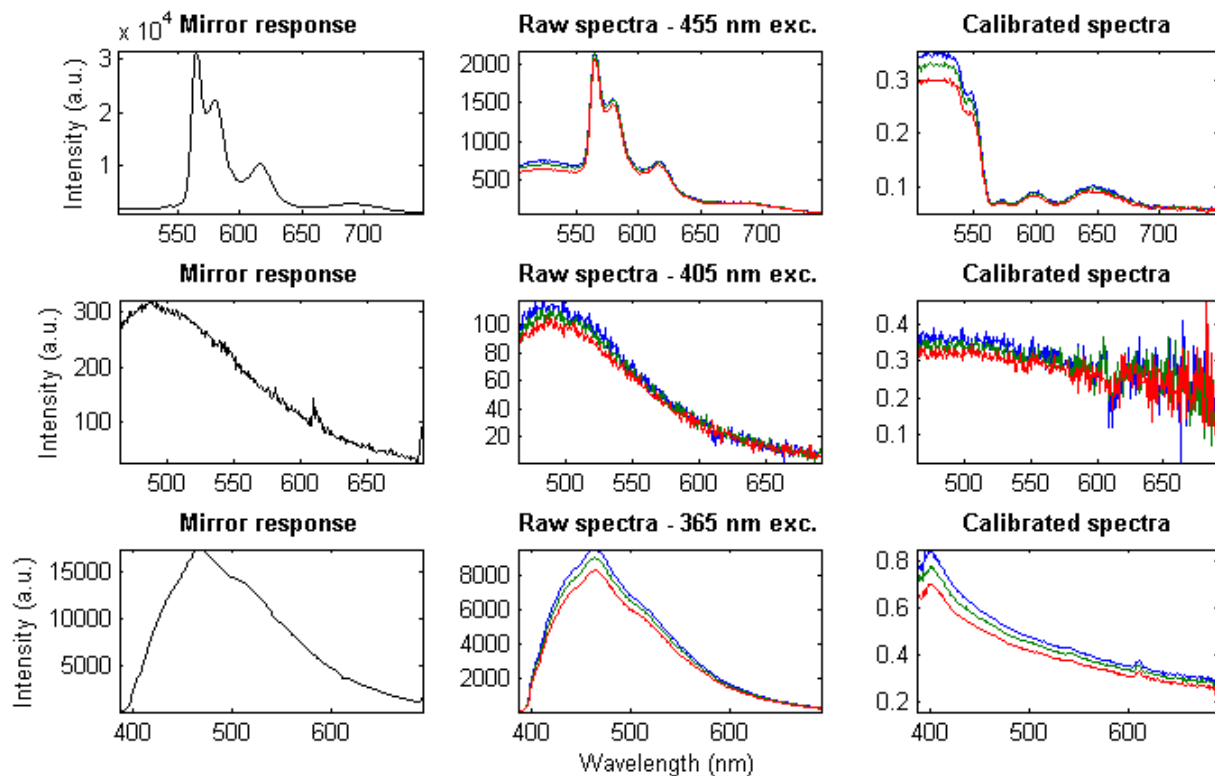 Mirror response Raw spectra - 455 nm exc. Calibrated spectra
x 10^4
Intensity (a.u.)
3
2
1
550 600 650 700
2000
1500
1000
500
550 600 650 700
0.3
0.2
0.1
550 600 650 700
Mirror response Raw spectra - 405 nm exc. Calibrated spectra
Intensity (a.u.)
300
200
100
500 550 600 650
100
80
60
40
20
500 550 600 650
0.4
0.3
0.2
0.1
500 550 600 650
Mirror response Raw spectra - 365 nm exc. Calibrated spectra
Intensity (a.u.)
15000
10000
5000
400 500 600
8000
6000
4000
2000
400 500 600
0.8
0.6
0.4
0.2
400 500 600
Wavelength (nm)